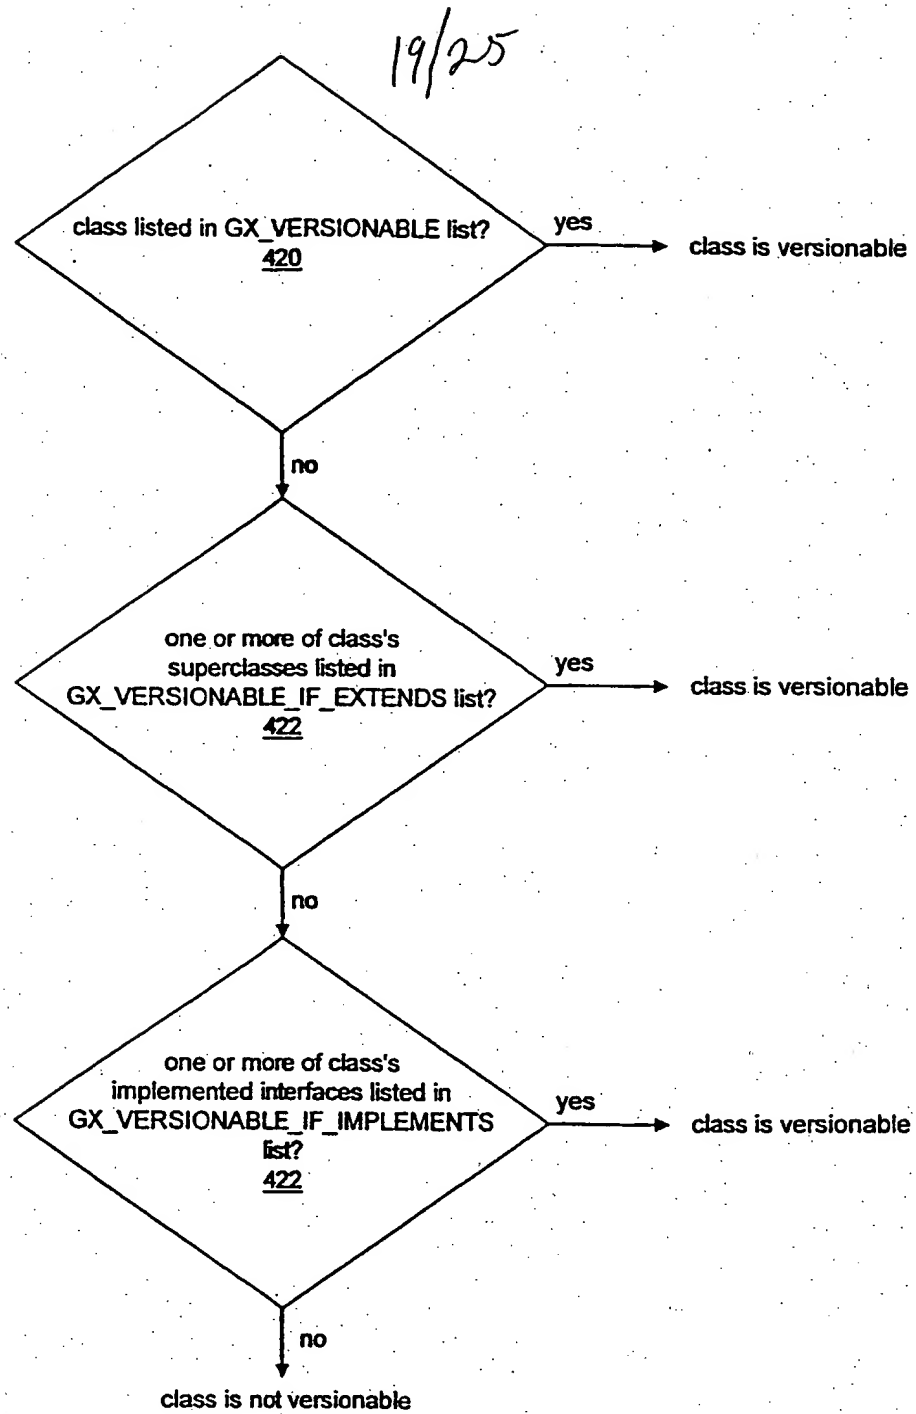 19/25
class listed in GX_VERSIONABLE list?
420
yes
class is versionable
no
one or more of class's
superclasses listed in
GX_VERSIONABLE_IF_EXTENDS list?
422
yes
class is versionable
no
one or more of class's
implemented interfaces listed in
GX_VERSIONABLE_IF_IMPLEMENTS
list?
422
yes
class is versionable
no
class is not versionable